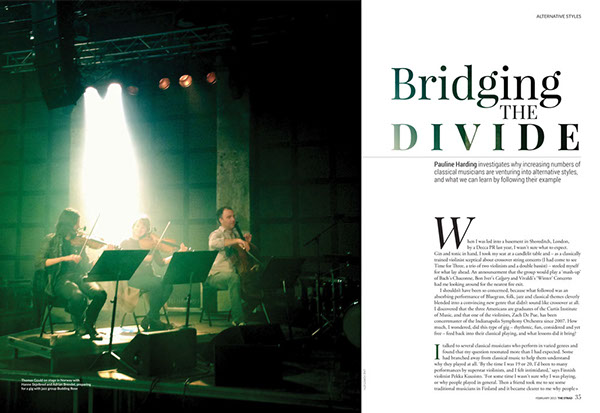 ALTERNATIVE STYLES
Bridging
THE
DIVIDE
Pauline Harding investigates why increasing numbers of
classical musicians are venturing into alternative styles,
and what we can learn by following their example
When I was led into a basement in Shoreditch, London,
by a Decca PR last year, I wasn't sure what to expect.
Gin and tonic in hand, I took my seat at a candlelit table and – as a classically
trained violinist sceptical about crossover string antics (I had come to see
Time for Three, a trio of two violinists and a double bassist) – steeled myself
for what lay ahead. An announcement that the group would play a 'mash-up'
of Bach's Chaconne, Bon Iver's Calgary and Vivaldi's 'Winter' Concerto
had me looking around for the nearest fire exit.
I shouldn't have been so concerned, because what followed was an
absorbing performance of Bluegrass, folk, jazz and classical themes cleverly
blended into a convincing new genre that didn't sound like crossover at all.
I discovered that the three Americans are graduates of the Curtis Institute
of Music, and that one of the violinists, Zach De Pue, has been
concertmaster of the Indianapolis Symphony Orchestra since 2007. How
much, I wondered, did this type of gig – rhythmic, fun, considered and yet
free – feed back into their classical playing, and what lessons did it bring?
I talked to several classical musicians who perform in varied genres and
found that my question resonated more than I had expected. Some
had branched away from classical music to help them understand
why they played at all. 'By the time I was 19 or 20, I'd been to many
performances by superstar violinists, and I felt intimidated,' says Finnish
violinist Pekka Kuusisto. 'For some time I wasn't sure why I was playing,
or why people played in general. Then a friend took me to see some
traditional musicians in Finland and it became clearer to me why people
Thomas Gould on stage in Norway with
for a gig with jazz group Nodding Rose
FEBRUARY 2013 THE STRAD 35